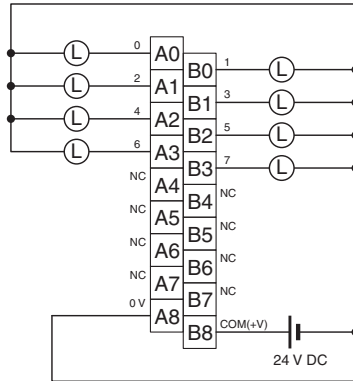 0 A0
L
B0 1 L
L 2 A1
B1 3 L
L 4 A2
B2 5 L
L 6 A3
B3 7 L
NC A4
B4 NC
NC A5
B5 NC
NC A6
B6 NC
NC A7
B7 NC
0 V A8
B8 COM(+V)
24 V DC